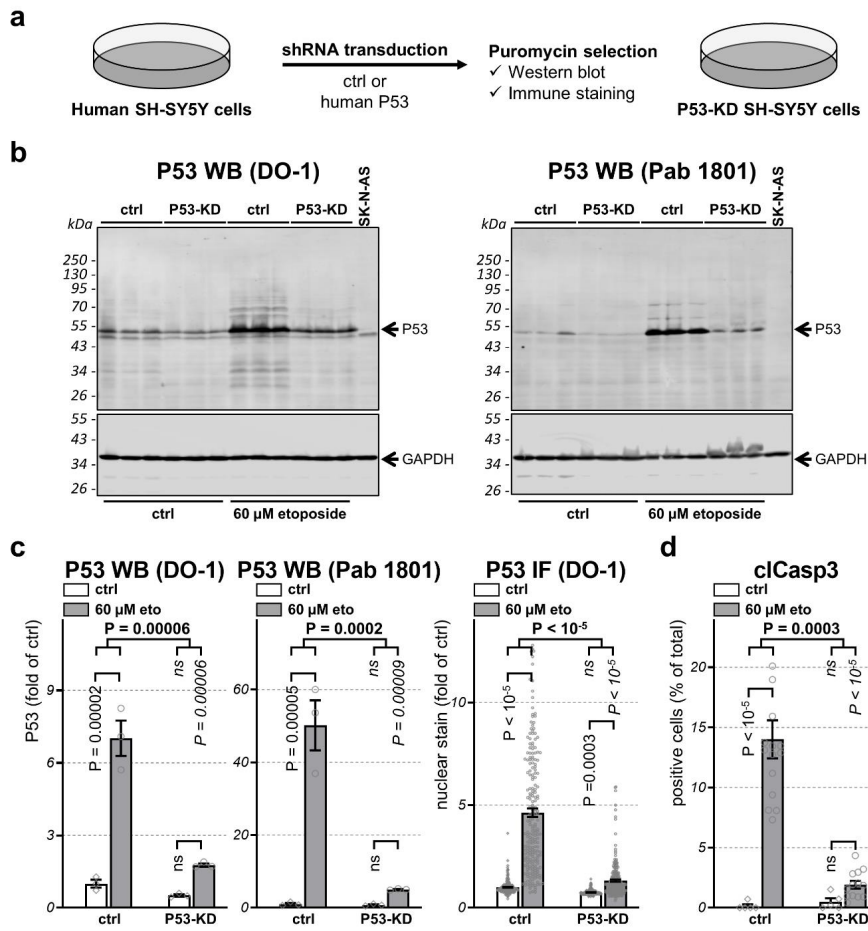 a
Human SH-SY5Y cells
shRNA transduction
ctrl or
human P53
Puromycin selection
✓ Western blot
✓ Immune staining
P53-KD SH-SY5Y cells
b
P53 WB (DO-1)
kDa
ctrl P53-KD ctrl P53-KD SK-N-AS
250 -
130 -
95 -
70 -
55 -
43 -
34 -
26 -
P53
55 -
43 -
34 -
26 -
GAPDH
ctrl 60 µM etoposide
P53 WB (Pab 1801)
kDa
ctrl P53-KD ctrl P53-KD SK-N-AS
250 -
130 -
95 -
70 -
55 -
43 -
34 -
26 -
P53
55 -
43 -
34 -
26 -
GAPDH
ctrl 60 µM etoposide
c
P53 WB (DO-1)
ctrl
60 µM eto
P = 0.00006
P = 0.00002
ns
P = 0.00006
ns
P53 (fold of ctrl)
9
6
3
0
ctrl P53-KD
P53 WB (Pab 1801)
ctrl
60 µM eto
P = 0.0002
P = 0.00005
ns
P = 0.00009
ns
60
40
20
0
ctrl P53-KD
P53 IF (DO-1)
ctrl
60 µM eto
P < 10-5
P < 10-5
ns
P < 10-5
P =0.0003
nuclear stain (fold of ctrl)
10
5
0
ctrl P53-KD
d
clCasp3
ctrl
60 µM eto
P = 0.0003
P < 10-5
ns
P < 10-5
ns
positive cells (% of total)
20
15
10
5
0
ctrl P53-KD